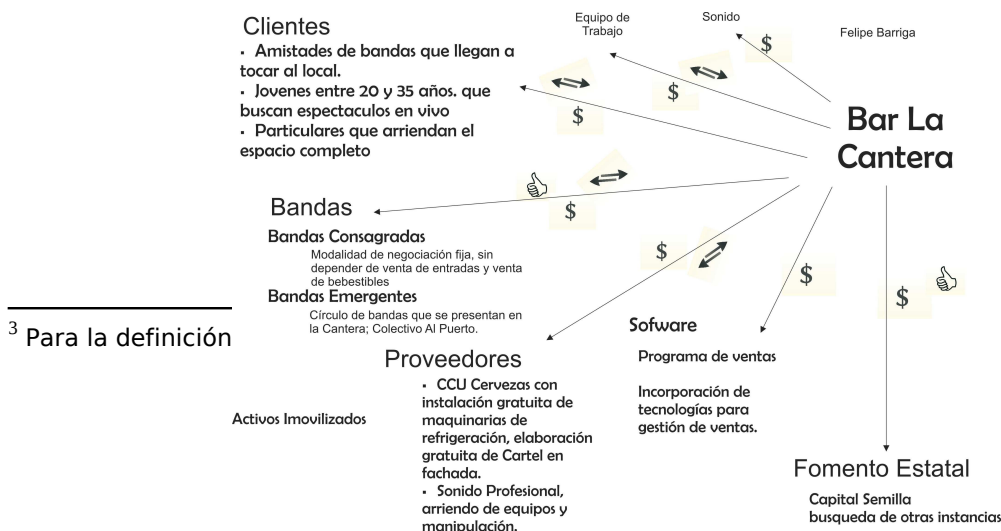 Clientes
- Amistades de bandas que llegan a
tocar al local.
- Jovenes entre 20 y 35 años. que
buscan espectaculos en vivo
- Particulares que arriendan el
espacio completo
Equipo de
Trabajo
Sonido
Felipe Barriga
$
$
$
Bar La
Cantera
Bandas
$
Bandas Consagradas
Modalidad de negociación fija, sin
depender de venta de entradas y venta
de bebestibles
Bandas Emergentes
Círculo de bandas que se presentan en
la Cantera; Colectivo Al Puerto.
$
$
$
³ Para la definición
Proveedores
- CCU Cervezas con
instalación gratuita de
maquinarias de
refrigeración, elaboración
gratuita de Cartel en
fachada.
- Sonido Profesional,
arriendo de equipos y
manipulación.
Activos Imovilizados
Sofware
Programa de ventas
Incorporación de
tecnologías para
gestión de ventas.
Fomento Estatal
Capital Semilla
busqueda de otras instancias